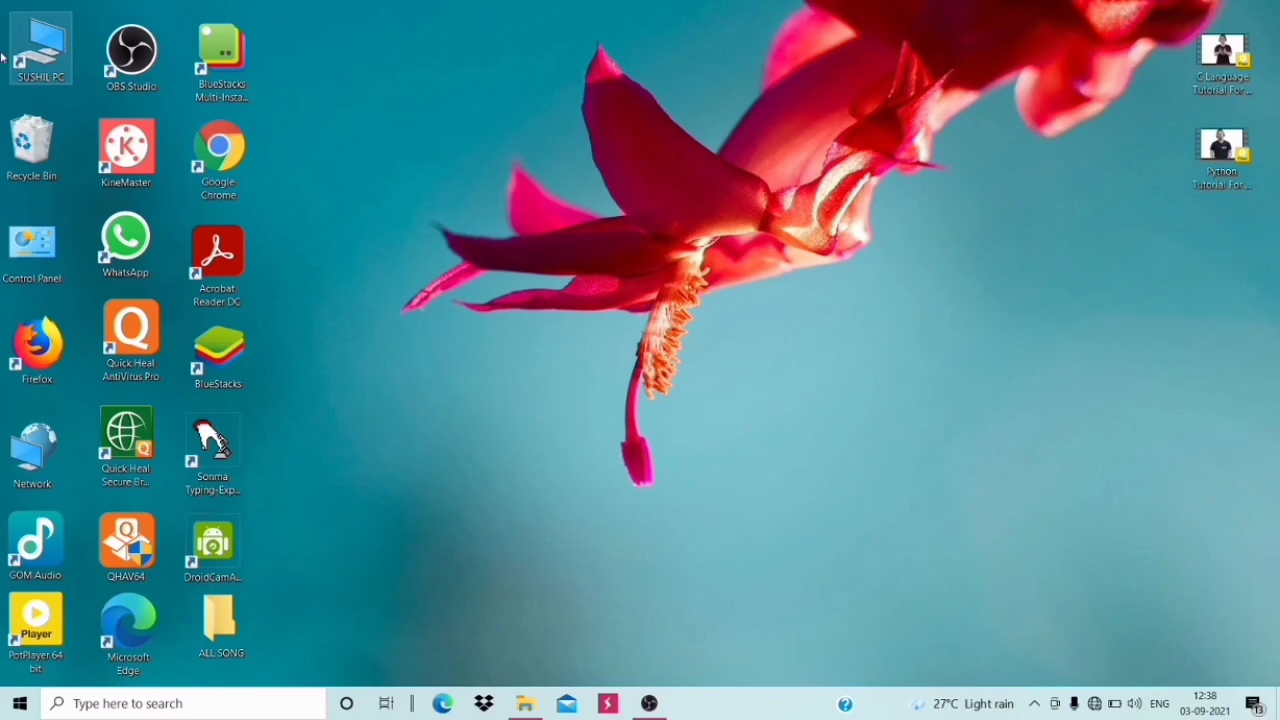 SUSHIL PC
OBS Studio
BlueStacks
Multi-Insta...
Recycle Bin
KineMaster
Google
Chrome
Control Panel
WhatsApp
Acrobat
Reader DC
Firefox
Quick Heal
AntiVirus Pro
BlueStacks
Network
Quick Heal
Secure Br...
Sonma
Typing-Exp...
GOM Audio
QHAV64
DroidCamA...
Player
PotPlayer 64
bit
Microsoft
Edge
ALL SONG
C Language
Tutorial For ...
Python
Tutorial For ...
Type here to search
27°C Light rain
ENG
12:38
03-09-2021
13